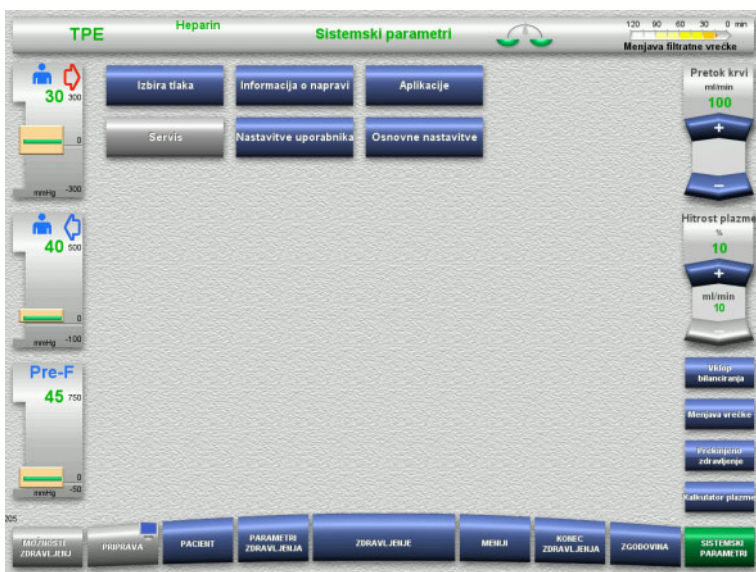 TPE
Heparin
Sistemski parametri
120 90 60 30 0 min
Menjava filtratne vrečke
30 300
0
mmHg -300
40 500
0
mmHg -100
Pre-F
45 750
0
mmHg -50
Izbira tlaka
Informacija o napravi
Aplikacije
Servis
Nastavitve uporabnika
Osnovne nastavitve
Pretok krvi
ml/min
100
+
−
Hitrost plazme
%
10
+
ml/min
10
−
Vklop
bilanciranja
Menjava vrečke
Prekinjeno
zdravljenje
Kalkulator plazme
205
MOŽNOSTI
ZDRAVLJENJ
PRIPRAVA
PACIENT
PARAMETRI
ZDRAVLJENJA
ZDRAVLJENJE
MENIJI
KONEC
ZDRAVLJENJA
ZGODOVINA
SISTEMSKI
PARAMETRI